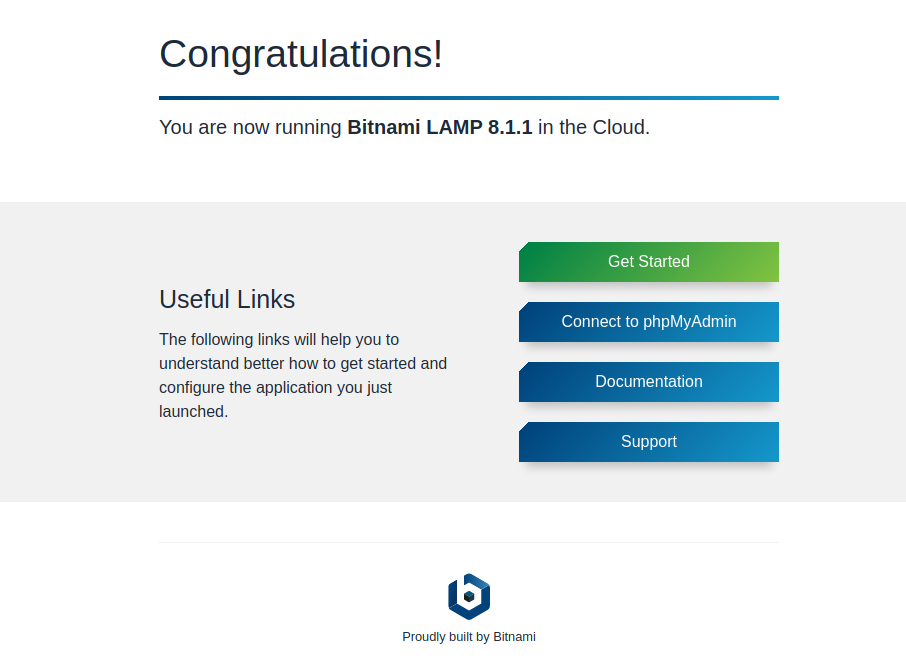 Congratulations!
You are now running Bitnami LAMP 8.1.1 in the Cloud.
Useful Links
The following links will help you to
understand better how to get started and
configure the application you just
launched.
Get Started
Connect to phpMyAdmin
Documentation
Support
Proudly built by Bitnami